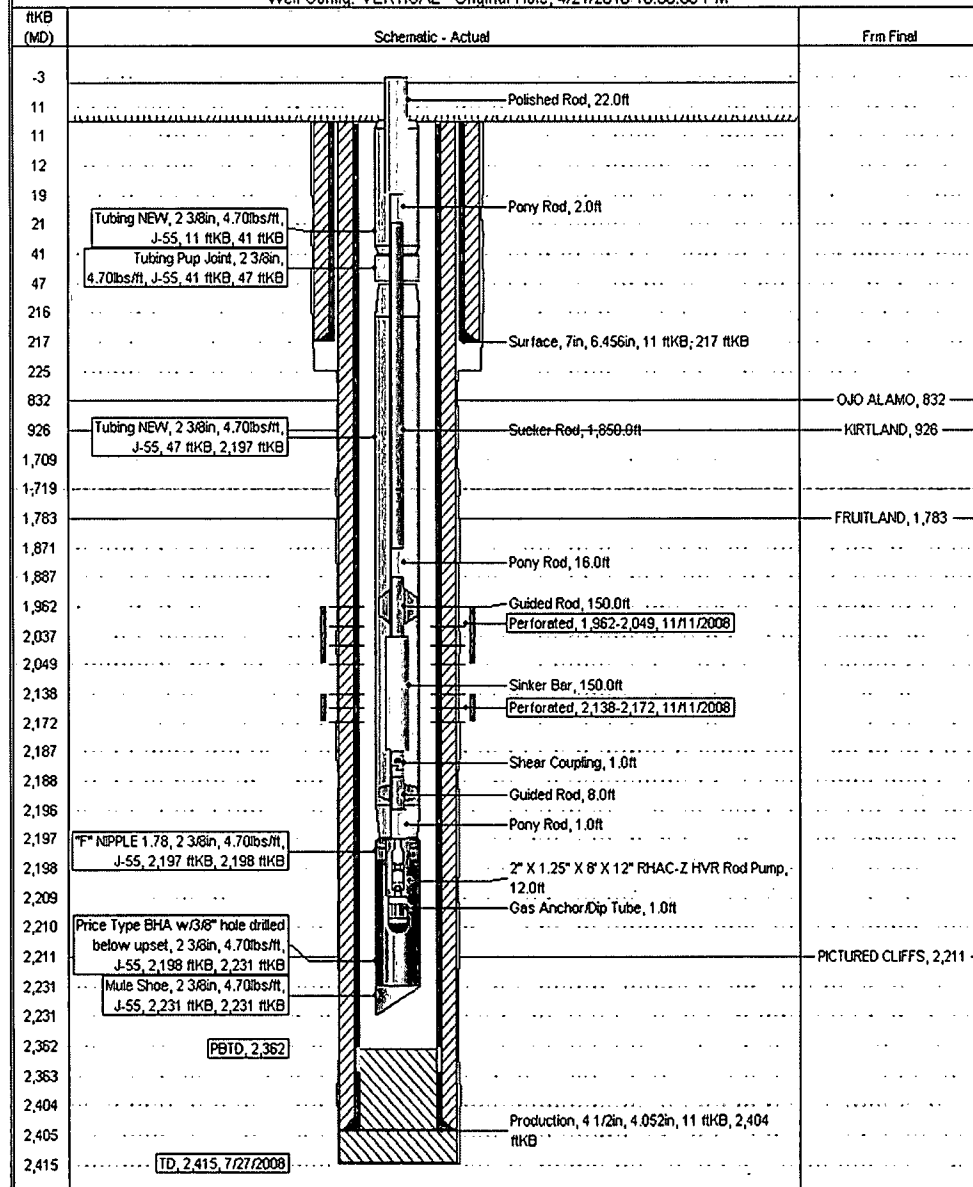 Well Config: VERTICAL - Original Hole,
ftKB
(MD)
Schematic - Actual
Frm Final
-3
11
11
12
19
21
41
47
216
217
225
832
926
1,709
1,719
1,783
1,871
1,887
1,962
2,037
2,049
2,138
2,172
2,187
2,188
2,196
2,197
2,198
2,209
2,210
2,211
2,231
2,231
2,362
2,363
2,404
2,405
2,415
Polished Rod, 22.0ft
Pony Rod, 2.0ft
Tubing NEW, 2 3/8in, 4.70lbs/ft,
J-55, 11 ftKB, 41 ftKB
Tubing Pup Joint, 2 3/8in,
4.70lbs/ft, J-55, 41 ftKB, 47 ftKB
Surface, 7in, 6.456in, 11 ftKB; 217 ftKB
OJO ALAMO, 832
Tubing NEW, 2 3/8in, 4.70lbs/ft,
J-55, 47 ftKB, 2,197 ftKB
Sucker Rod, 1,850.0ft
KIRTLAND, 926
FRUITLAND, 1,783
Pony Rod, 16.0ft
Guided Rod, 150.0ft
Perforated, 1,962-2,049, 11/11/2008
Sinker Bar, 150.0ft
Perforated, 2,138-2,172, 11/11/2008
Shear Coupling, 1.0ft
Guided Rod, 8.0ft
Pony Rod, 1.0ft
"F" NIPPLE 1.78, 2 3/8in, 4.70lbs/ft,
J-55, 2,197 ftKB, 2,198 ftKB
2" X 1.25" X 8' X 12" RHAC-Z HVR Rod Pump,
12.0ft
Gas Anchor/Dip Tube, 1.0ft
Price Type BHA w/3/8" hole drilled
below upset, 2 3/8in, 4.70lbs/ft,
J-55, 2,198 ftKB, 2,231 ftKB
PICTURED CLIFFS, 2,211
Mule Shoe, 2 3/8in, 4.70lbs/ft,
J-55, 2,231 ftKB, 2,231 ftKB
PBTD, 2,362
Production, 4 1/2in, 4.052in, 11 ftKB, 2,404
ftKB
TD, 2,415, 7/27/2008